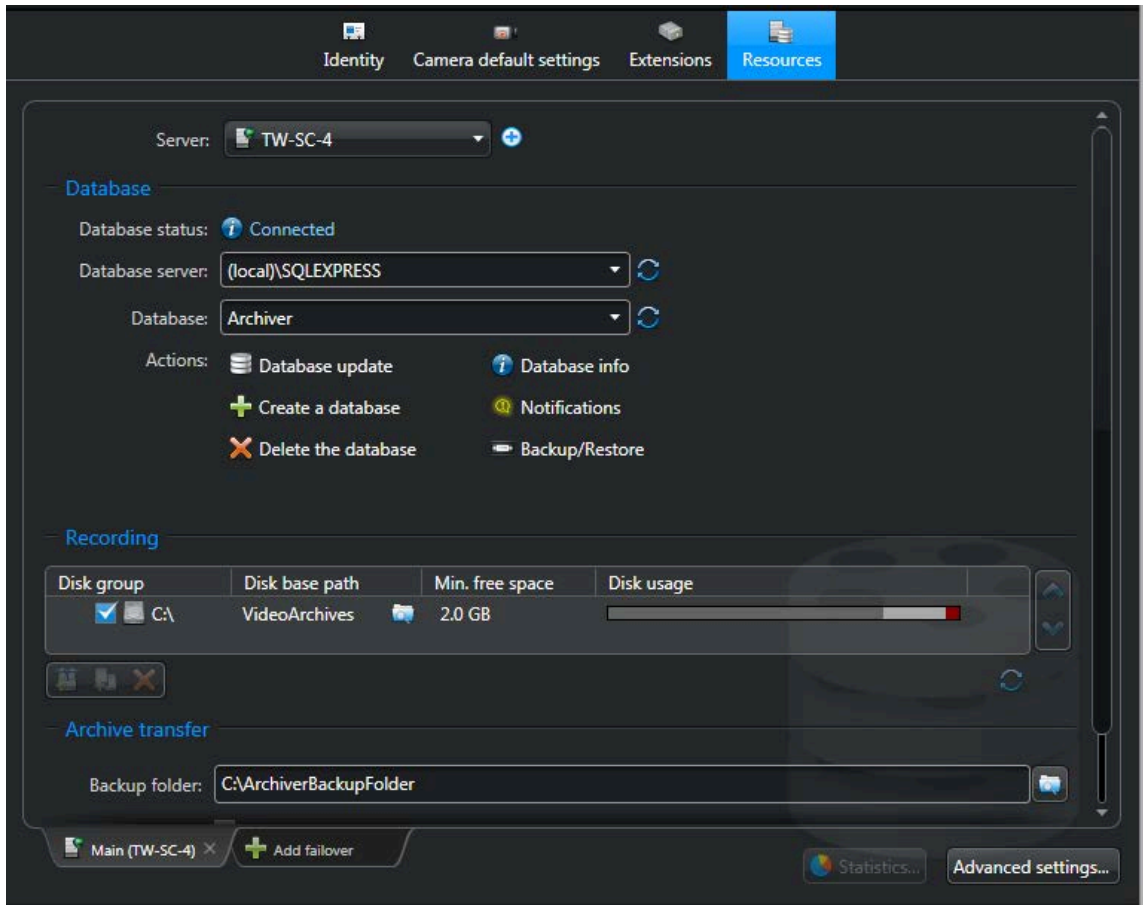 Identity Camera default settings Extensions Resources
Server: TW-SC-4
Database
Database status: Connected
Database server: (local)\SQLEXPRESS
Database: Archiver
Actions: Database update Database info
Create a database Notifications
Delete the database Backup/Restore
Recording
Disk group Disk base path Min. free space Disk usage
C:\ VideoArchives 2.0 GB
Archive transfer
Backup folder: C:\ArchiverBackupFolder
Main (TW-SC-4) Add failover
Statistics... Advanced settings...